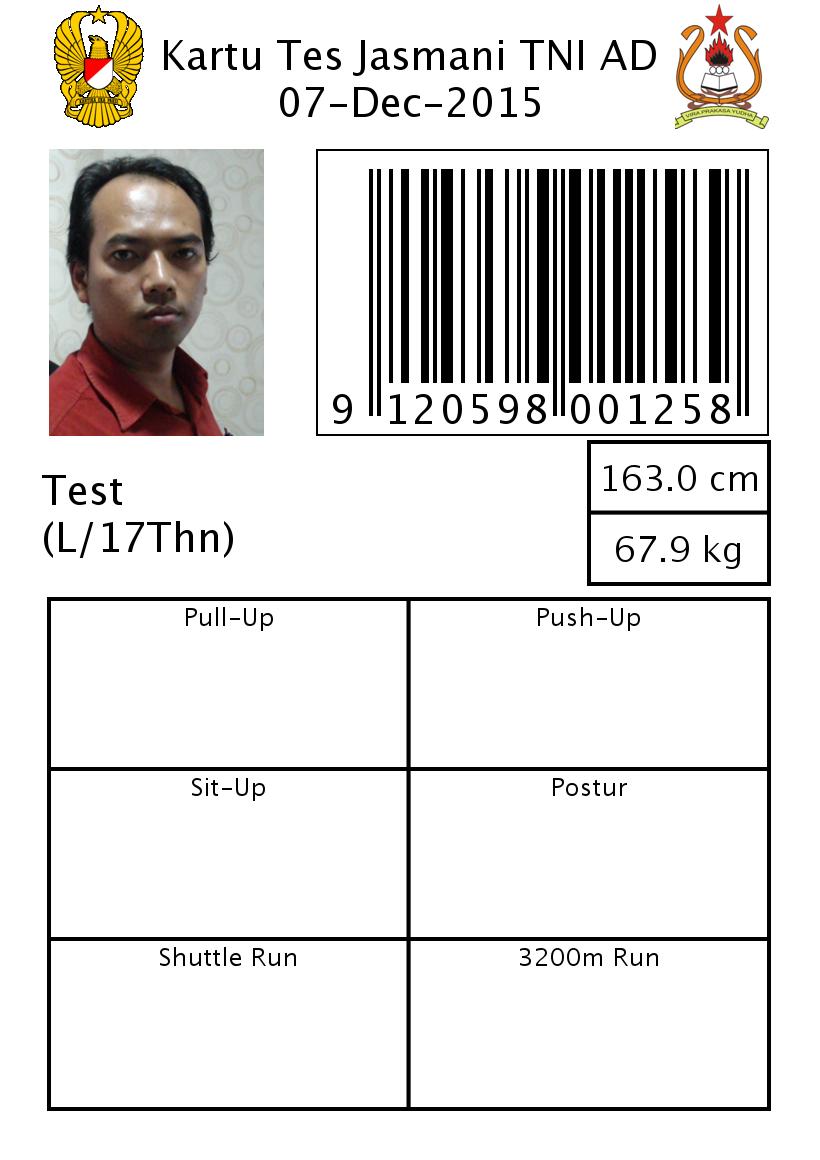 Kartu Tes Jasmani TNI AD
07-Dec-2015
VIRA PRAKASA YUDHA
9 120598 001258
Test
(L/17Thn)
163.0 cm
67.9 kg
Pull-Up
Push-Up
Sit-Up
Postur
Shuttle Run
3200m Run